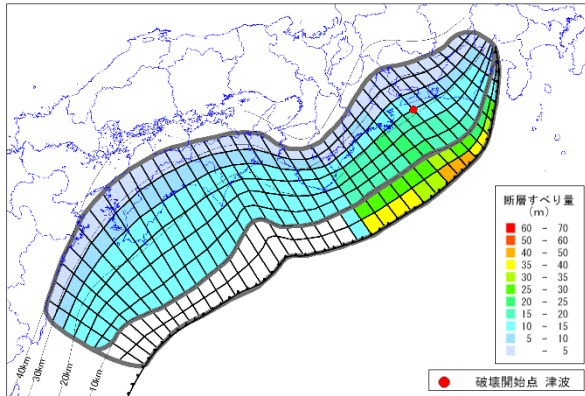 断層すべり量
(m)
60 － 70
50 － 60
40 － 50
35 － 40
30 － 35
25 － 30
20 － 25
15 － 20
10 － 15
5 － 10
－ 5
40km
30km
20km
10km
破壊開始点 津波